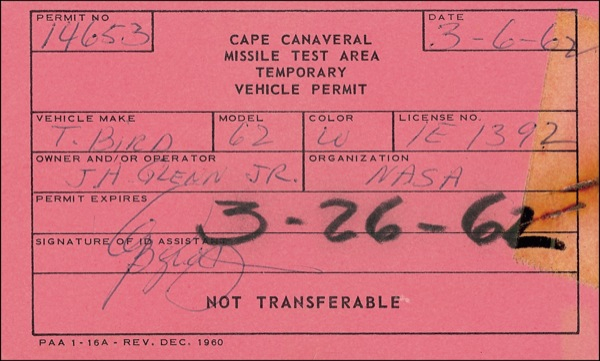 PERMIT NO
14653
DATE
3-6-62
CAPE CANAVERAL
MISSILE TEST AREA
TEMPORARY
VEHICLE PERMIT
VEHICLE MAKE MODEL COLOR LICENSE NO.
T. BIRD 62 W 1E 1392
OWNER AND/OR OPERATOR ORGANIZATION
J.H GLENN JR. NASA
PERMIT EXPIRES
3-26-62
SIGNATURE OF ID ASSISTANT
NOT TRANSFERABLE
PAA 1-16A - REV. DEC. 1960